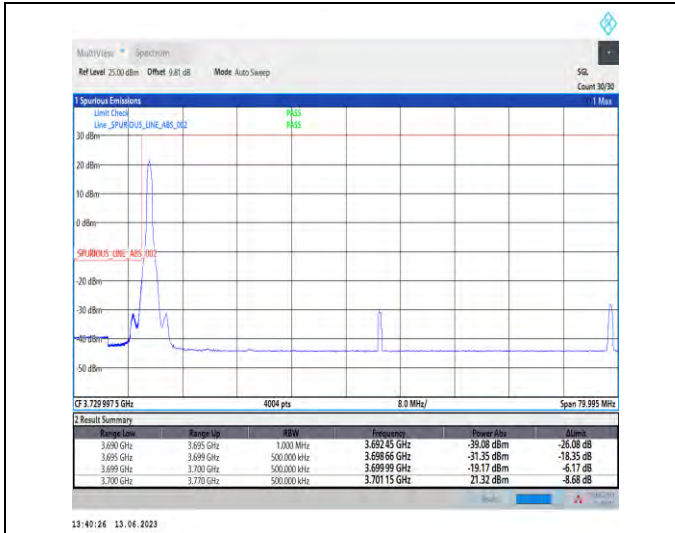 MultiView Spectrum
Ref Level 25.00 dBm Offset 9.81 dB Mode Auto Sweep SGL
Count 30/30
1 Spurious Emissions 1 Max
Limit Check PASS
Line _SPURIOUS_LINE_ABS_002 PASS
30 dBm
20 dBm
10 dBm
0 dBm
SPURIOUS_LINE_ABS_002
-20 dBm
-30 dBm
-40 dBm
-50 dBm
CF 3.729 997 5 GHz 4004 pts 8.0 MHz/ Span 79.995 MHz
2 Result Summary
Range Low Range Up RBW Frequency Power Abs ΔLimit
3.690 GHz 3.695 GHz 1.000 MHz 3.692 45 GHz -39.08 dBm -26.08 dB
3.695 GHz 3.699 GHz 500.000 kHz 3.698 66 GHz -31.35 dBm -18.35 dB
3.699 GHz 3.700 GHz 500.000 kHz 3.699 99 GHz -19.17 dBm -6.17 dB
3.700 GHz 3.770 GHz 500.000 kHz 3.701 15 GHz 21.32 dBm -8.68 dB
13:40:26 13.06.2023